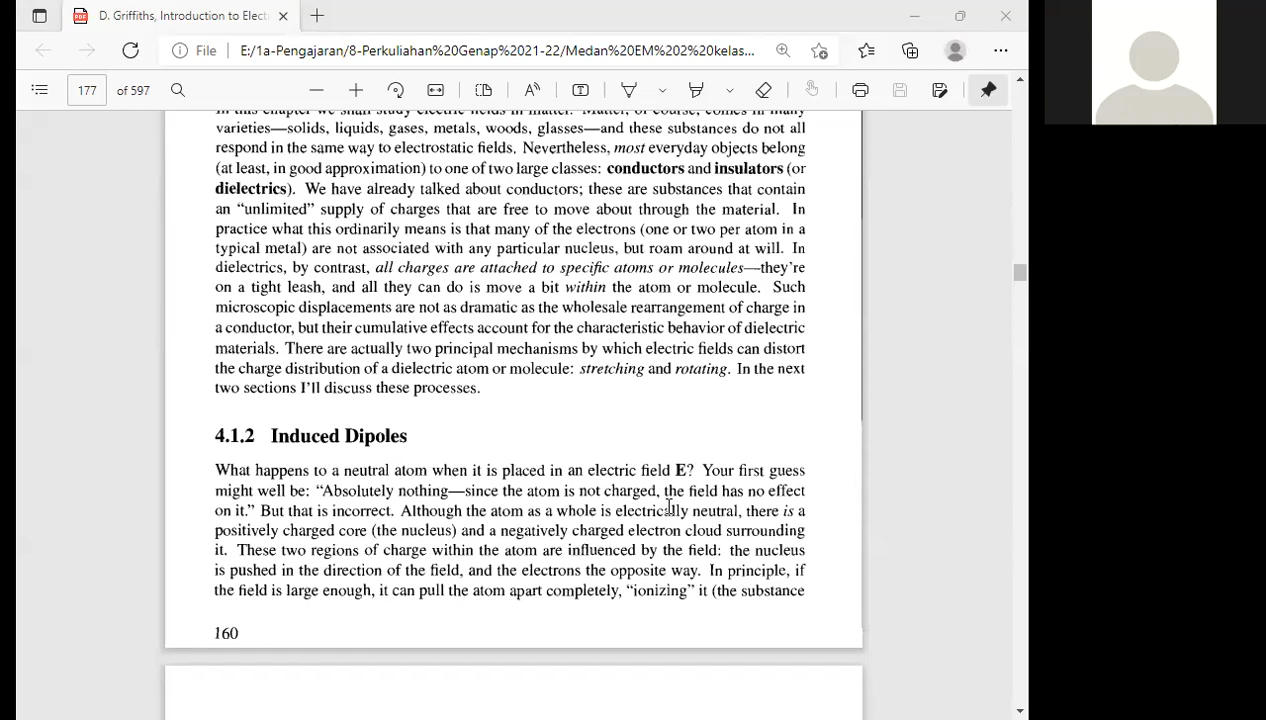 D. Griffiths, Introduction to Electr
File E:/1a-Pengajaran/8-Perkuliahan%20Genap%2021-22/Medan%20EM%202%20kelas...
177 of 597
In this chapter we shall study electric fields in matter. Matter, of course, comes in many
varieties—solids, liquids, gases, metals, woods, glasses—and these substances do not all
respond in the same way to electrostatic fields. Nevertheless, most everyday objects belong
(at least, in good approximation) to one of two large classes: conductors and insulators (or
dielectrics). We have already talked about conductors; these are substances that contain
an “unlimited” supply of charges that are free to move about through the material. In
practice what this ordinarily means is that many of the electrons (one or two per atom in a
typical metal) are not associated with any particular nucleus, but roam around at will. In
dielectrics, by contrast, all charges are attached to specific atoms or molecules—they’re
on a tight leash, and all they can do is move a bit within the atom or molecule. Such
microscopic displacements are not as dramatic as the wholesale rearrangement of charge in
a conductor, but their cumulative effects account for the characteristic behavior of dielectric
materials. There are actually two principal mechanisms by which electric fields can distort
the charge distribution of a dielectric atom or molecule: stretching and rotating. In the next
two sections I’ll discuss these processes.
4.1.2 Induced Dipoles
What happens to a neutral atom when it is placed in an electric field E? Your first guess
might well be: “Absolutely nothing—since the atom is not charged, the field has no effect
on it.” But that is incorrect. Although the atom as a whole is electrically neutral, there is a
positively charged core (the nucleus) and a negatively charged electron cloud surrounding
it. These two regions of charge within the atom are influenced by the field: the nucleus
is pushed in the direction of the field, and the electrons the opposite way. In principle, if
the field is large enough, it can pull the atom apart completely, “ionizing” it (the substance
160